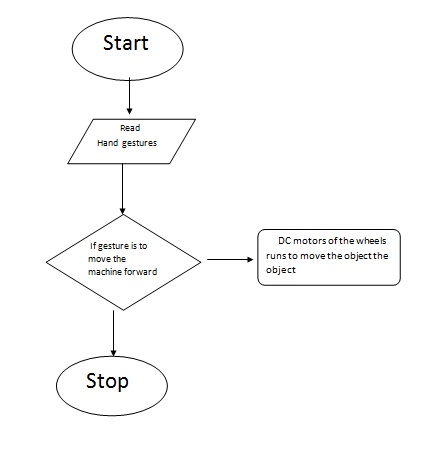 Start
Read
Hand gestures
If gesture is to
move the
machine forward
DC motors of the wheels
runs to move the object the
object
Stop